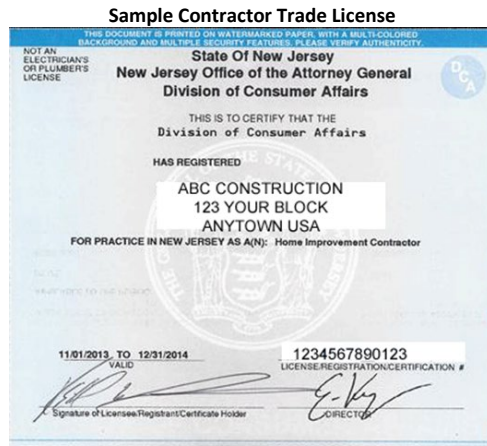 Sample Contractor Trade License
THIS DOCUMENT IS PRINTED ON WATERMARKED PAPER, WITH A MULTI-COLORED
BACKGROUND AND MULTIPLE SECURITY FEATURES. PLEASE VERIFY AUTHENTICITY.
NOT AN
ELECTRICIAN'S
OR PLUMBER'S
LICENSE
State Of New Jersey
New Jersey Office of the Attorney General
Division of Consumer Affairs
DCA
THIS IS TO CERTIFY THAT THE
Division of Consumer Affairs
HAS REGISTERED
ABC CONSTRUCTION
123 YOUR BLOCK
ANYTOWN USA
FOR PRACTICE IN NEW JERSEY AS A(N): Home Improvement Contractor
11/01/2013 TO 12/31/2014
VALID
1234567890123
LICENSE/REGISTRATION/CERTIFICATION #
Signature of Licensee/Registrant/Certificate Holder
DIRECTOR